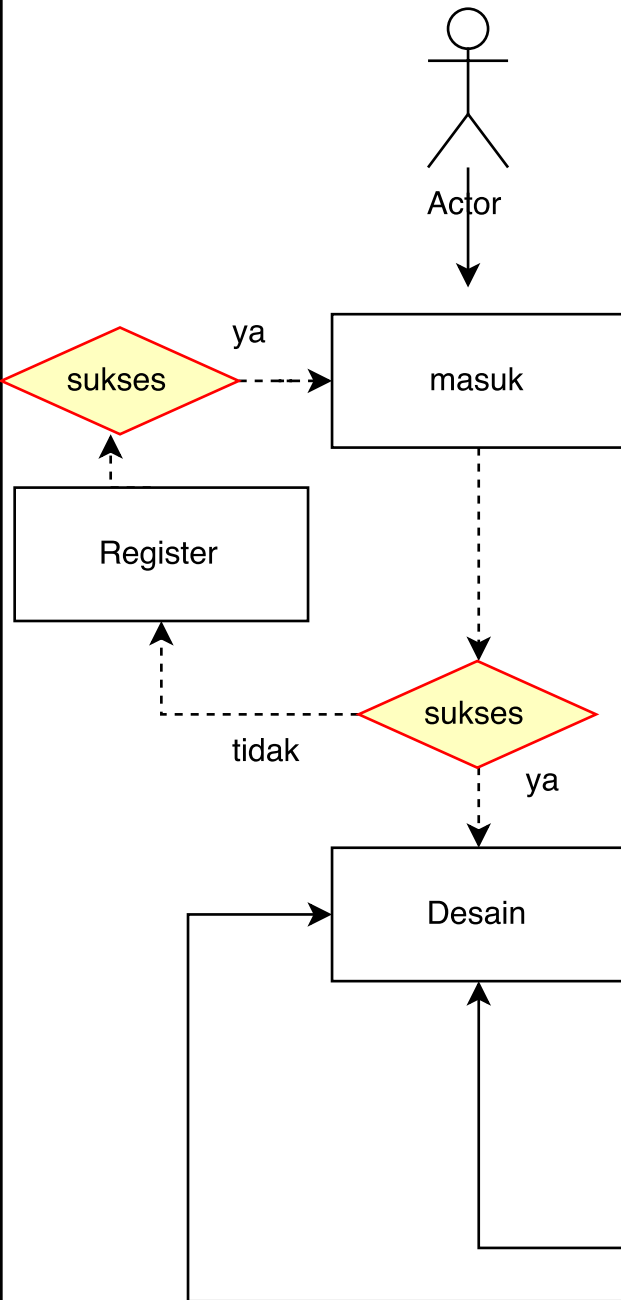 Actor
ya
sukses
masuk
Register
sukses
tidak
ya
Desain